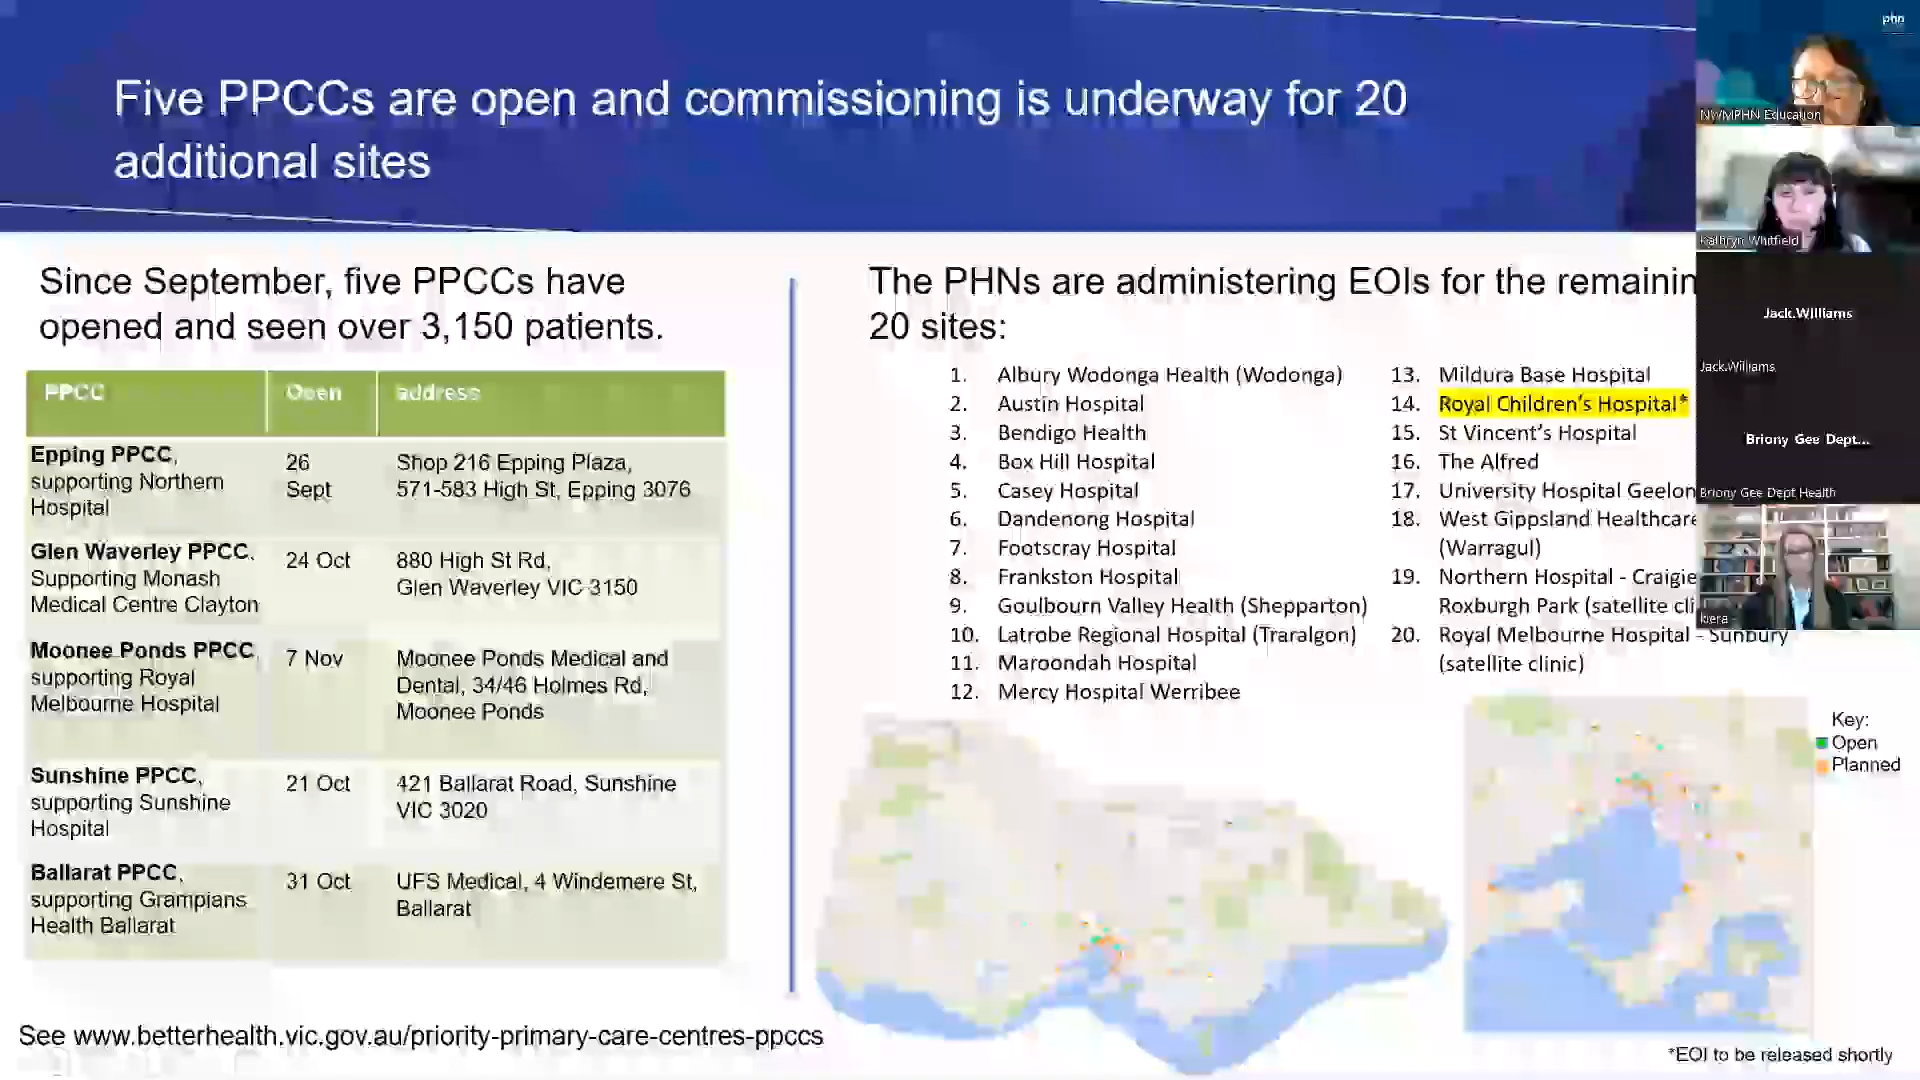 Five PPCCs are open and commissioning is underway for 20
additional sites
Since September, five PPCCs have
opened and seen over 3,150 patients.
PPCC Open address
Epping PPCC,
supporting Northern
Hospital
26
Sept
Shop 216 Epping Plaza,
571-583 High St, Epping 3076
Glen Waverley PPCC,
Supporting Monash
Medical Centre Clayton
24 Oct
880 High St Rd,
Glen Waverley VIC 3150
Moonee Ponds PPCC,
supporting Royal
Melbourne Hospital
7 Nov
Moonee Ponds Medical and
Dental, 34/46 Holmes Rd,
Moonee Ponds
Sunshine PPCC,
supporting Sunshine
Hospital
21 Oct
421 Ballarat Road, Sunshine
VIC 3020
Ballarat PPCC,
supporting Grampians
Health Ballarat
31 Oct
UFS Medical, 4 Windemere St,
Ballarat
See www.betterhealth.vic.gov.au/priority-primary-care-centres-ppccs
The PHNs are administering EOIs for the remainin
20 sites:
1. Albury Wodonga Health (Wodonga)
2. Austin Hospital
3. Bendigo Health
4. Box Hill Hospital
5. Casey Hospital
6. Dandenong Hospital
7. Footscray Hospital
8. Frankston Hospital
9. Goulbourn Valley Health (Shepparton)
10. Latrobe Regional Hospital (Traralgon)
11. Maroondah Hospital
12. Mercy Hospital Werribee
13. Mildura Base Hospital
14. Royal Children's Hospital*
15. St Vincent's Hospital
16. The Alfred
17. University Hospital Geelon
18. West Gippsland Healthcare
(Warragul)
19. Northern Hospital - Craigie
Roxburgh Park (satellite cli
20. Royal Melbourne Hospital - Sunbury
(satellite clinic)
Key:
Open
Planned
*EOI to be released shortly
phn
NWMPHN Education
Kathryn Whitfield
Jack.Williams
Jack.Williams
Briony Gee Dept...
Briony Gee Dept Health
kiera